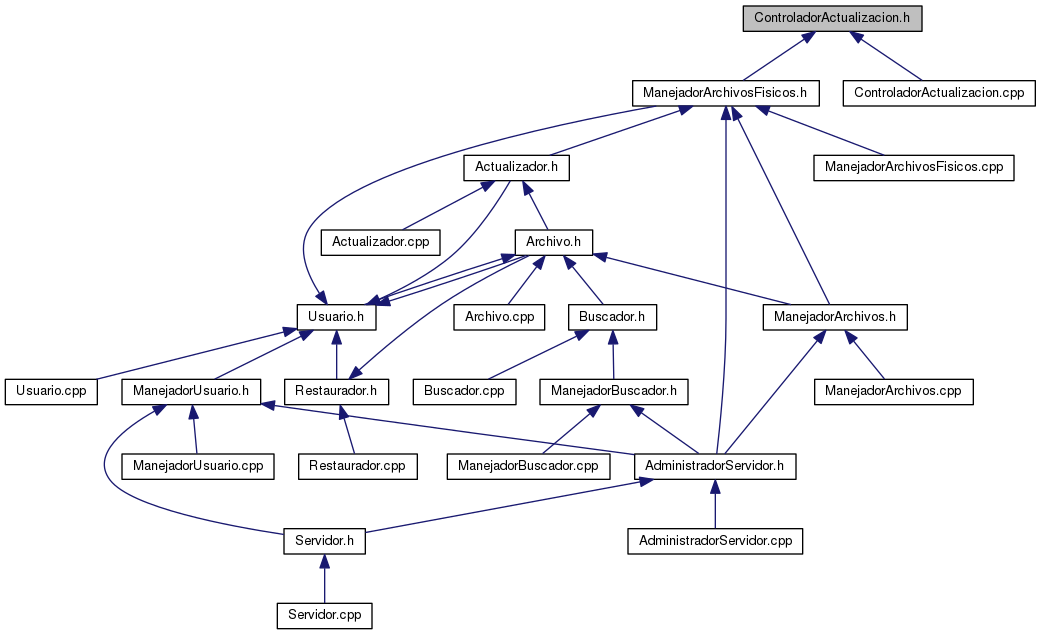 ControladorActualizacion.h
ManejadorArchivosFisicos.h
ControladorActualizacion.cpp
Actualizador.h
ManejadorArchivosFisicos.cpp
Actualizador.cpp
Archivo.h
Usuario.h
Archivo.cpp
Buscador.h
ManejadorArchivos.h
Usuario.cpp
ManejadorUsuario.h
Restaurador.h
Buscador.cpp
ManejadorBuscador.h
ManejadorArchivos.cpp
ManejadorUsuario.cpp
Restaurador.cpp
ManejadorBuscador.cpp
AdministradorServidor.h
Servidor.h
AdministradorServidor.cpp
Servidor.cpp